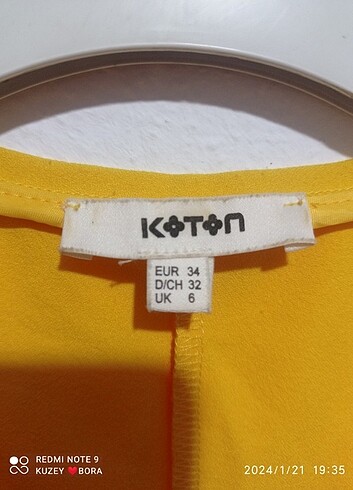 KOTON
EUR 34
D/CH 32
UK 6
REDMI NOTE 9
KUZEY ❤BORA
2024/1/21 19:35